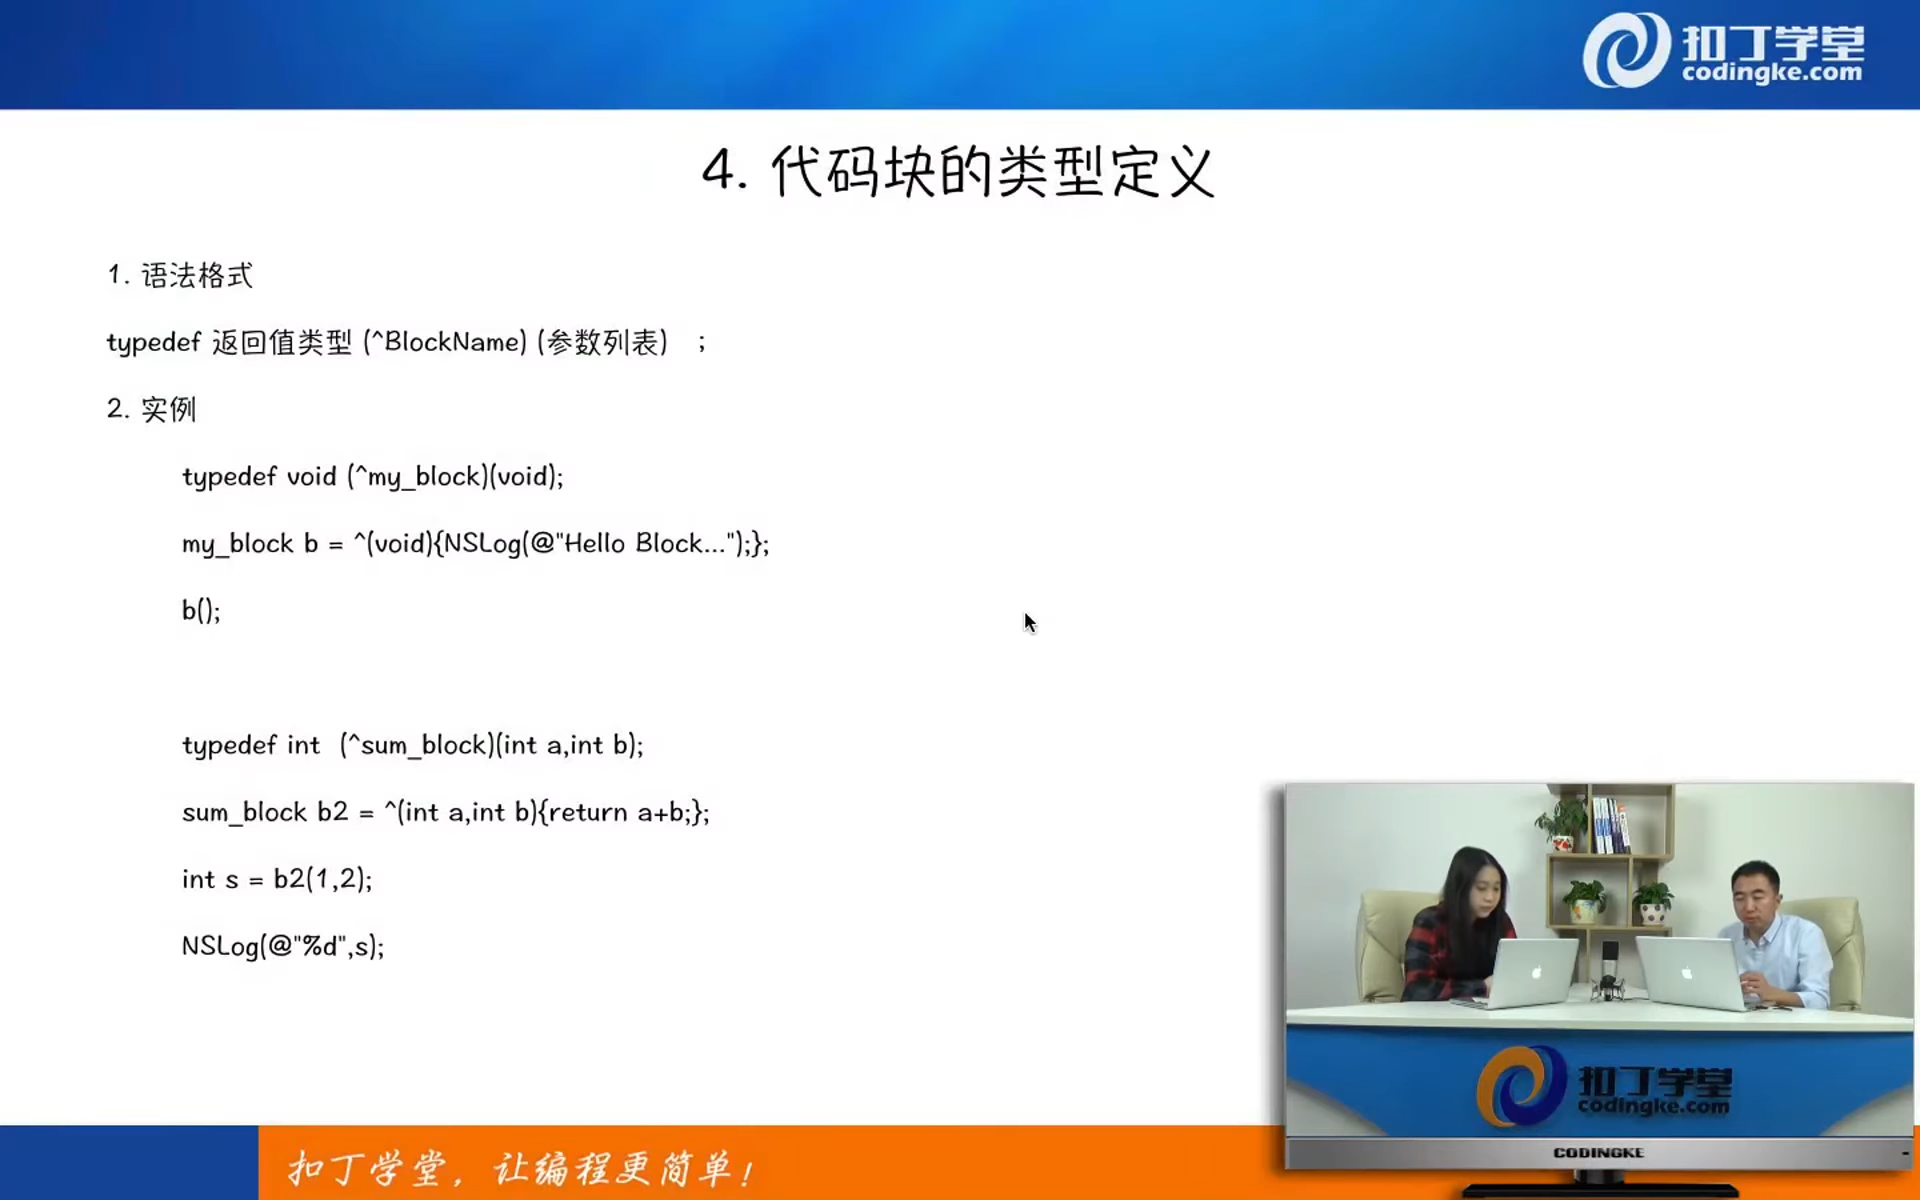 扣丁学堂
codingke.com
4. 代码块的类型定义
1. 语法格式
typedef 返回值类型 (^BlockName) (参数列表) ;
2. 实例
typedef void (^my_block)(void);
my_block b = ^(void){NSLog(@"Hello Block...");};
b();
typedef int (^sum_block)(int a,int b);
sum_block b2 = ^(int a,int b){return a+b;};
int s = b2(1,2);
NSLog(@"%d",s);
扣丁学堂
codingke.com
CODINGKE
扣丁学堂，让编程更简单！